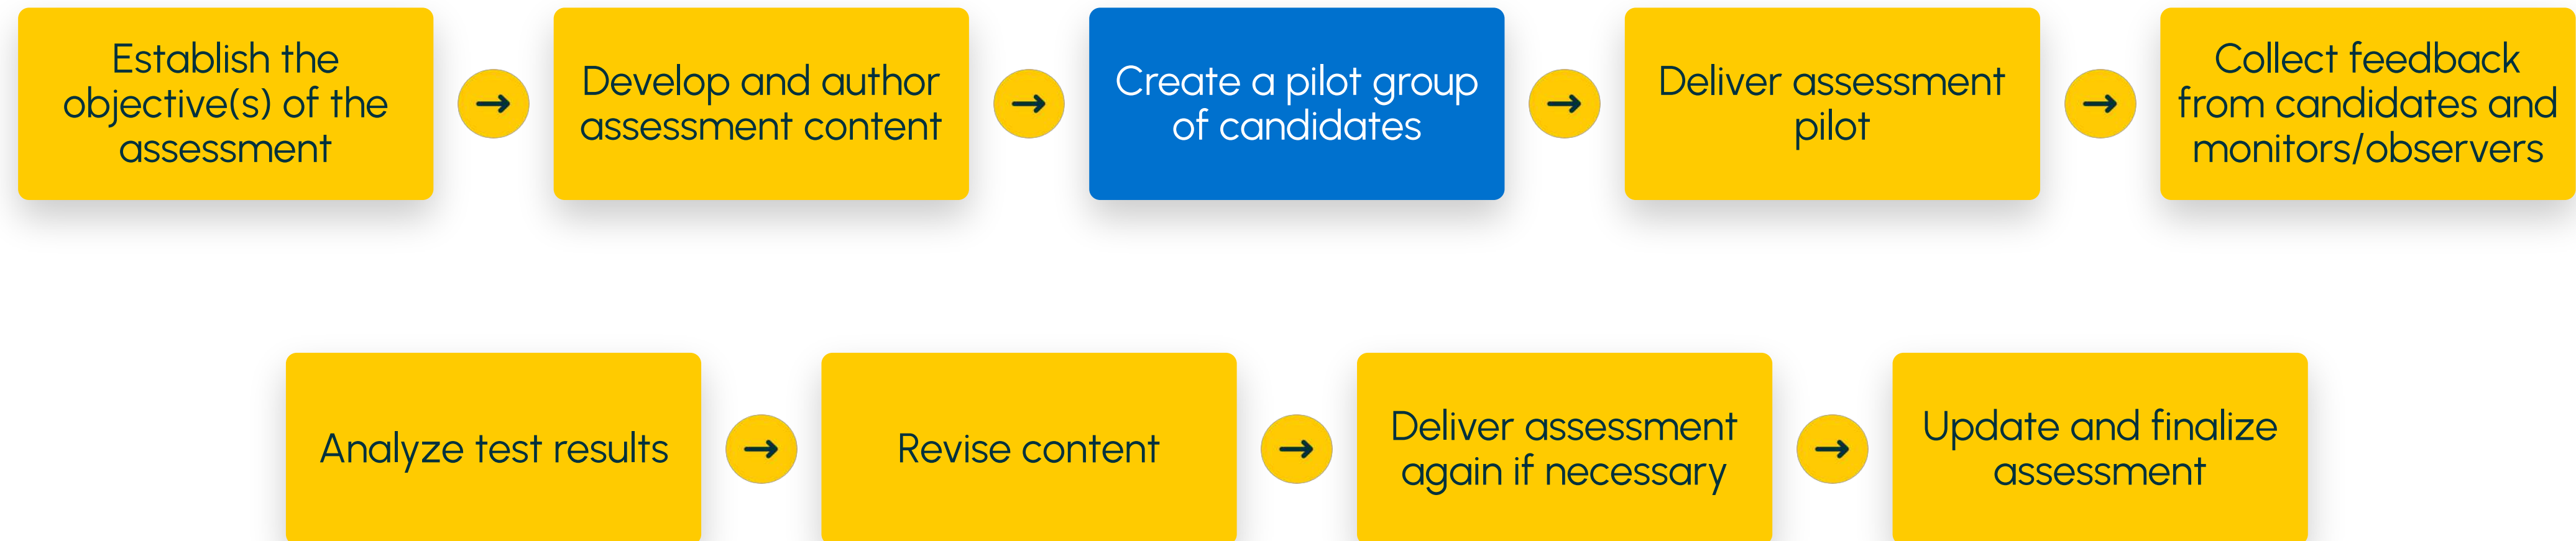 Establish the
objective(s) of the
assessment
→
Develop and author
assessment content
→
Create a pilot group
of candidates
→
Deliver assessment
pilot
→
Collect feedback
from candidates and
monitors/observers
Analyze test results
→
Revise content
→
Deliver assessment
again if necessary
→
Update and finalize
assessment